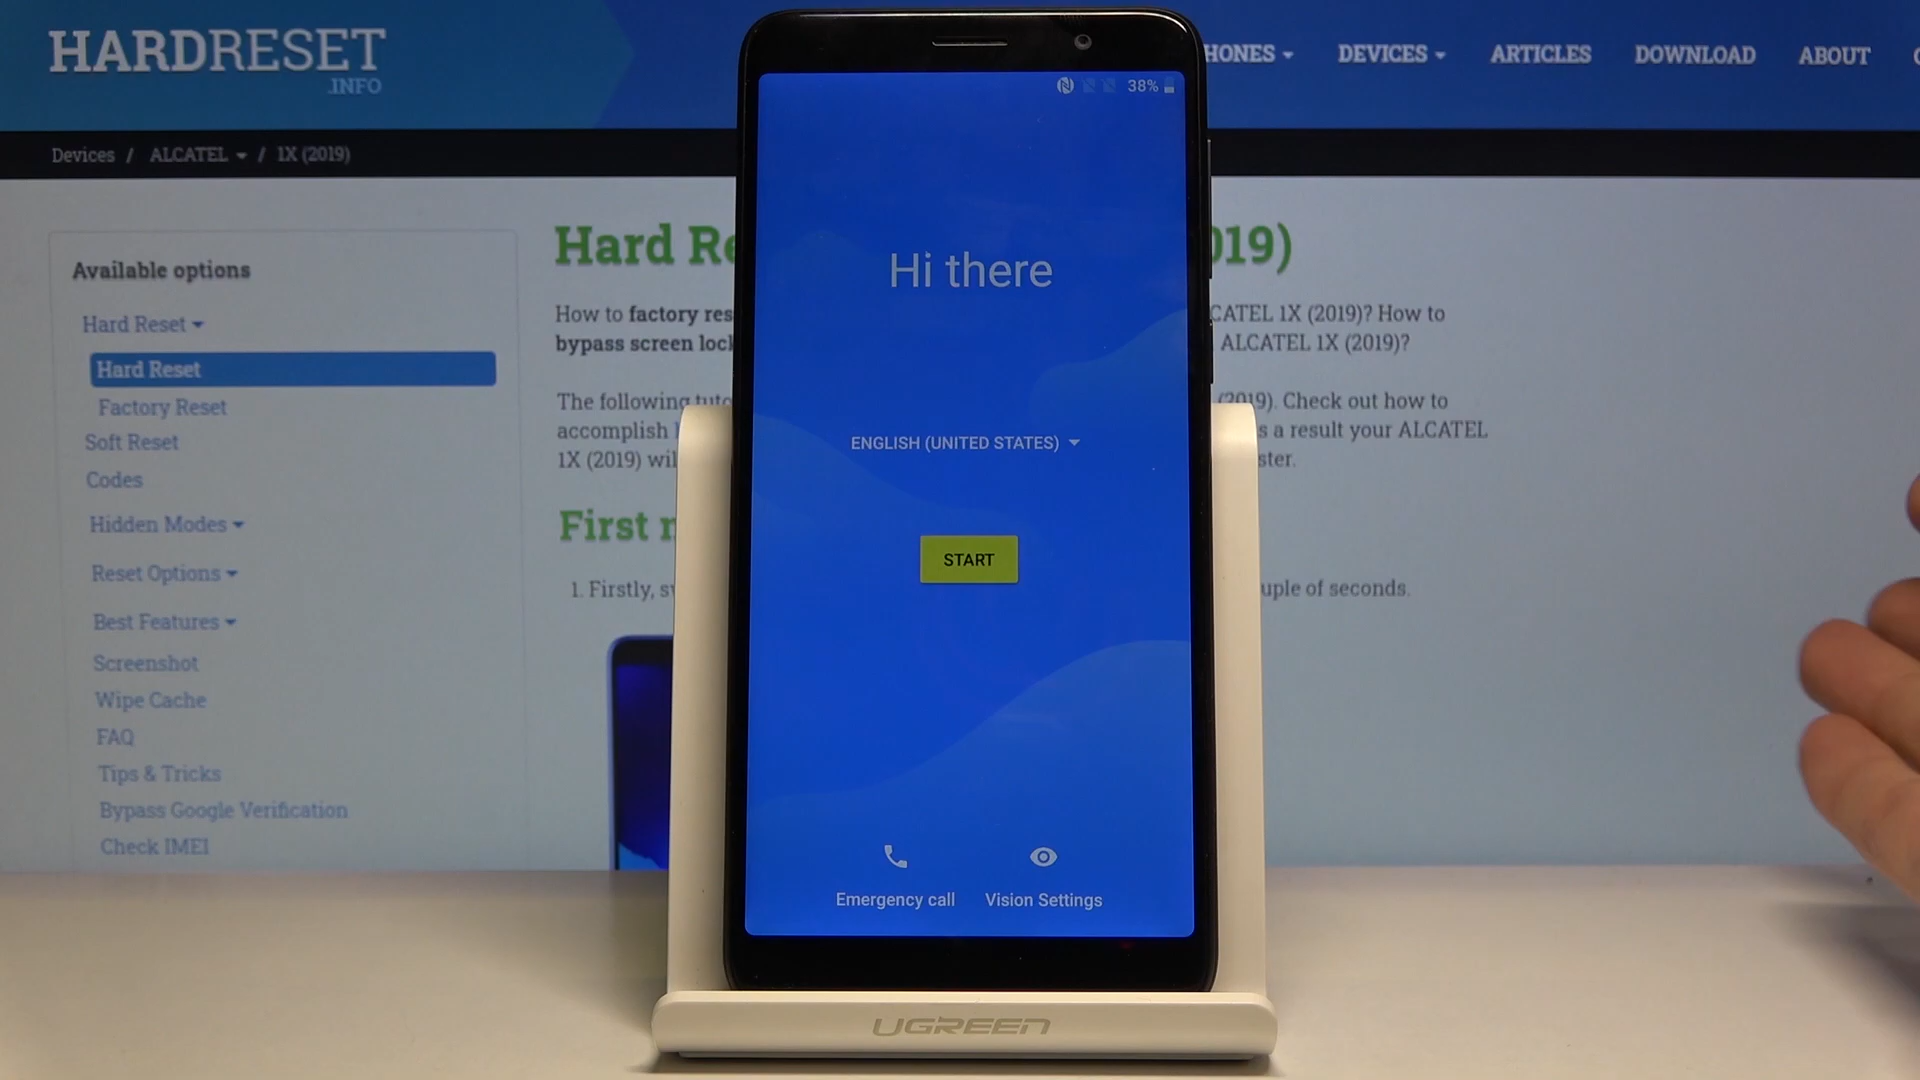 HARDRESET
.INFO
HONES DEVICES ARTICLES DOWNLOAD ABOUT
Devices / ALCATEL / 1X (2019)
Available options
Hard Reset
Hard Reset
Factory Reset
Soft Reset
Codes
Hidden Modes
Reset Options
Best Features
Screenshot
Wipe Cache
FAQ
Tips & Tricks
Bypass Google Verification
Check IMEI
Hard Re 019)
How to factory res CATEL 1X (2019)? How to
bypass screen loc ALCATEL 1X (2019)?
The following tuto (2019). Check out how to
accomplish s a result your ALCATEL
1X (2019) wil ster.
First
1. Firstly, s uple of seconds.
38%
Hi there
ENGLISH (UNITED STATES)
START
Emergency call Vision Settings
UGREEN